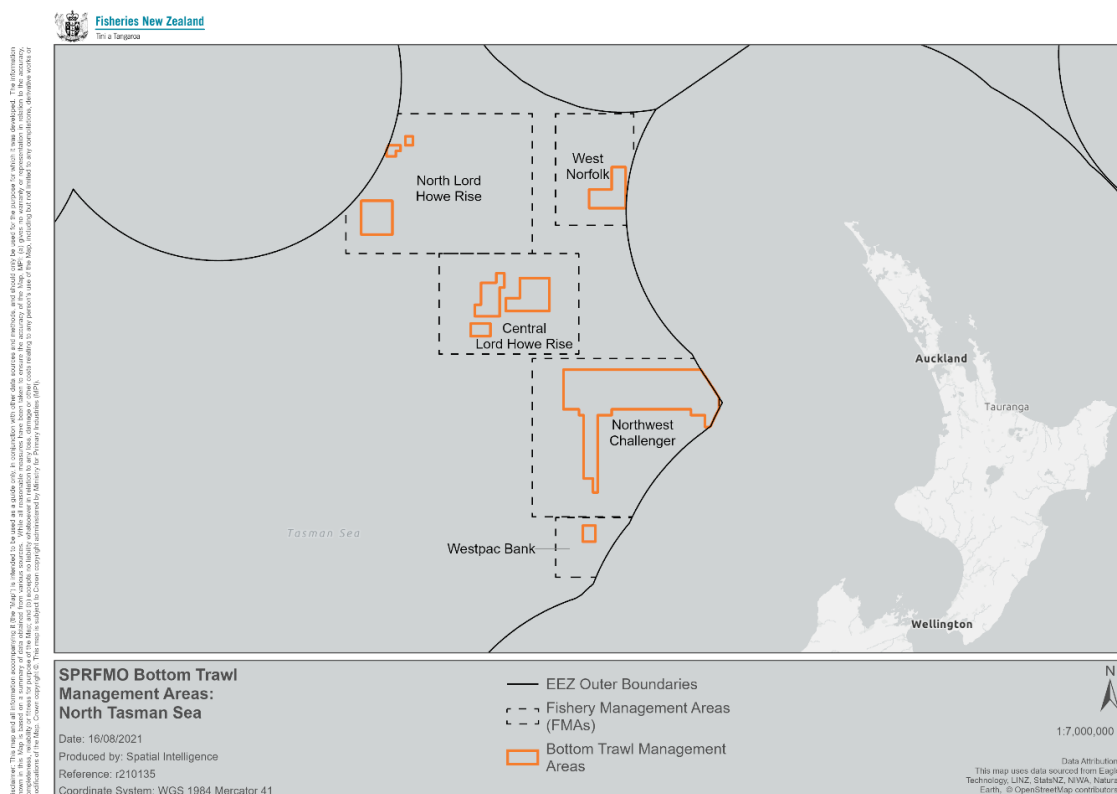 Fisheries New Zealand
Tini a Tangaroa
North Lord
Howe Rise
West
Norfolk
Central
Lord Howe Rise
Northwest
Challenger
Westpac Bank
Tasman Sea
Auckland
Tauranga
Wellington
SPRFMO Bottom Trawl
Management Areas:
North Tasman Sea
Date: 16/08/2021
Produced by: Spatial Intelligence
Reference: r210135
Coordinate System: WGS 1984 Mercator 41
EEZ Outer Boundaries
Fishery Management Areas
(FMAs)
Bottom Trawl Management
Areas
N
1:7,000,000
Data Attribution
This map uses data sourced from Eagle
Technology, LINZ, StatsNZ, NIWA, Natura
Earth, © OpenStreetMap contributors